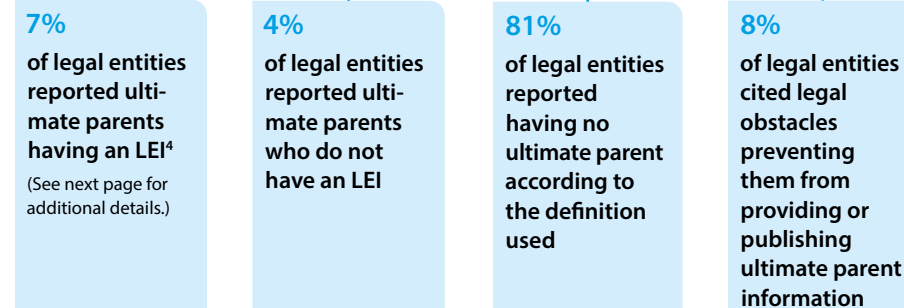 7%
of legal entities
reported ulti-
mate parents
having an LEI⁴
(See next page for
additional details.)
4%
of legal entities
reported ulti-
mate parents
who do not
have an LEI
81%
of legal entities
reported
having no
ultimate parent
according to
the definition
used
8%
of legal entities
cited legal
obstacles
preventing
them from
providing or
publishing
ultimate parent
information